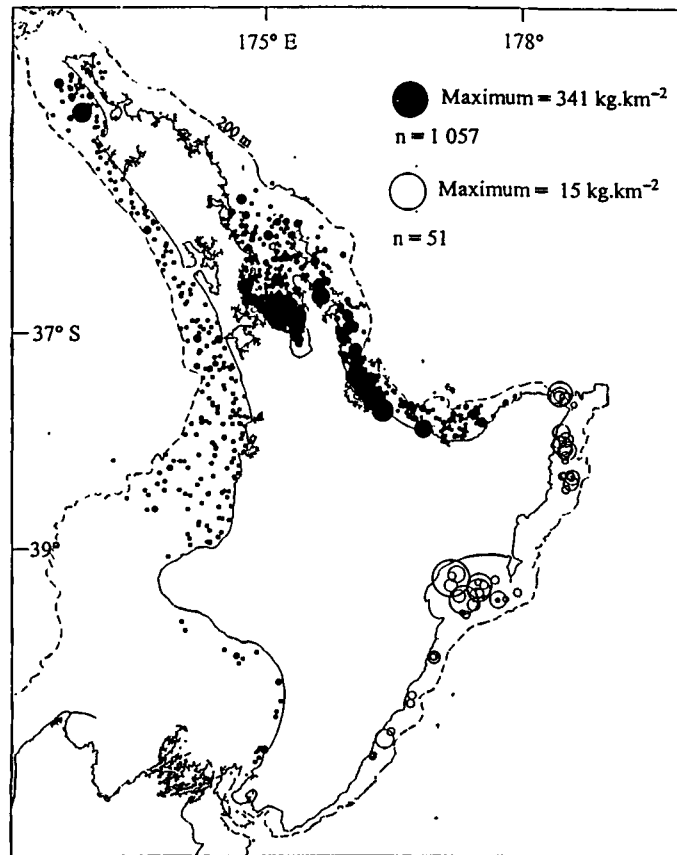 175° E
178°
Maximum = 341 kg.km⁻²
200 m
n = 1 057
Maximum = 15 kg.km⁻²
n = 51
37° S
39°